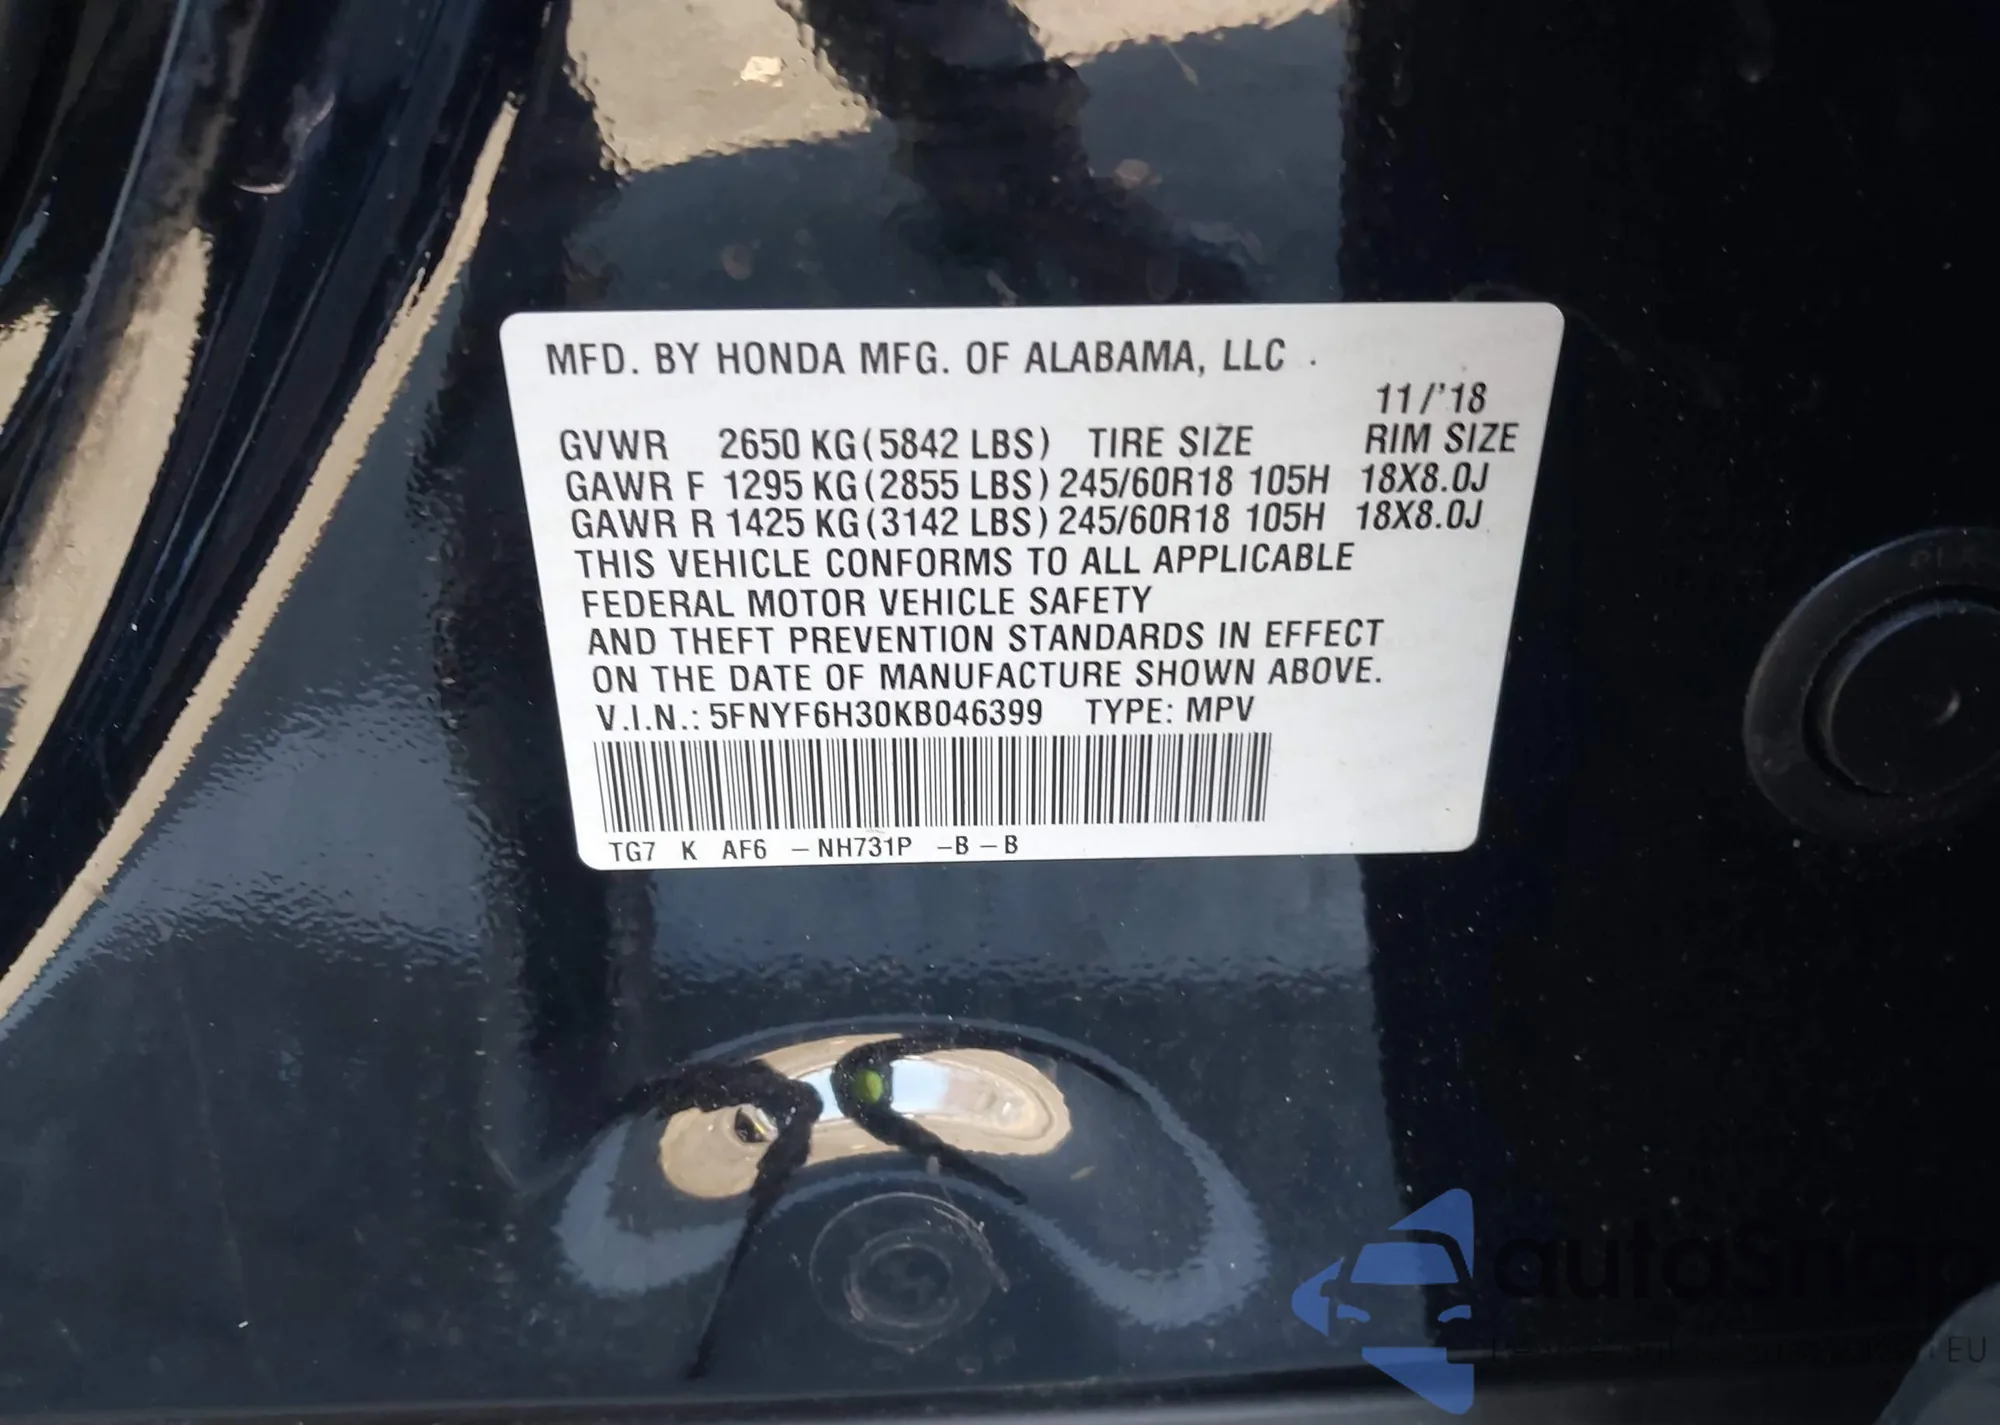 MFD. BY HONDA MFG. OF ALABAMA, LLC .
11/'18
GVWR 2650 KG(5842 LBS) TIRE SIZE RIM SIZE
GAWR F 1295 KG(2855 LBS) 245/60R18 105H 18X8.0J
GAWR R 1425 KG(3142 LBS) 245/60R18 105H 18X8.0J
THIS VEHICLE CONFORMS TO ALL APPLICABLE
FEDERAL MOTOR VEHICLE SAFETY
AND THEFT PREVENTION STANDARDS IN EFFECT
ON THE DATE OF MANUFACTURE SHOWN ABOVE.
V.I.N.: 5FNYF6H30KB046399 TYPE: MPV
TG7 K AF6 –NH731P –B –B
autosnap
EU